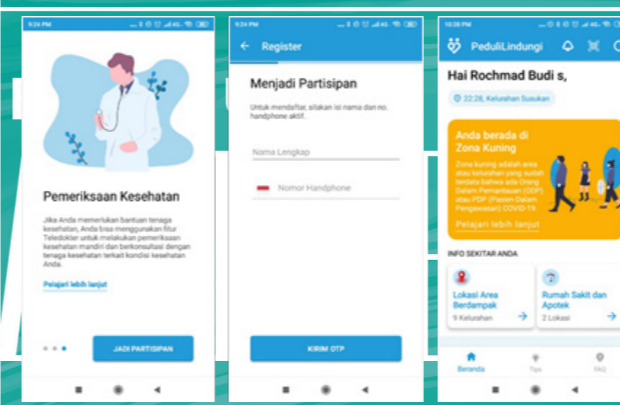 9:24 PM
Pemeriksaan Kesehatan
Jika Anda memerlukan bantuan tenaga
kesehatan, Anda bisa menggunakan fitur
Teledokter untuk melakukan pemeriksaan
kesehatan mandiri dan berkonsultasi dengan
tenaga kesehatan terkait kondisi kesehatan
Anda.
Pelajari lebih lanjut
JADI PARTISIPAN
9:24 PM
Register
Menjadi Partisipan
Untuk mendaftar, silakan isi nama dan no.
handphone aktif.
Nama Lengkap
Nomor Handphone
KIRIM OTP
10:28 PM
PeduliLindungi
Hai Rochmad Budi s,
22:28, Kelurahan Susukan
Anda berada di
Zona Kuning
Zona kuning adalah area
atau kelurahan yang sudah
terdata bahwa ada Orang
Dalam Pemantauan (ODP)
atau PDP (Pasien Dalam
Pengawasan) COVID-19.
Pelajari lebih lanjut
INFO SEKITAR ANDA
Lokasi Area
Berdampak
9 Kelurahan
Rumah Sakit dan
Apotek
2 Lokasi
Beranda
Tips
FAQ